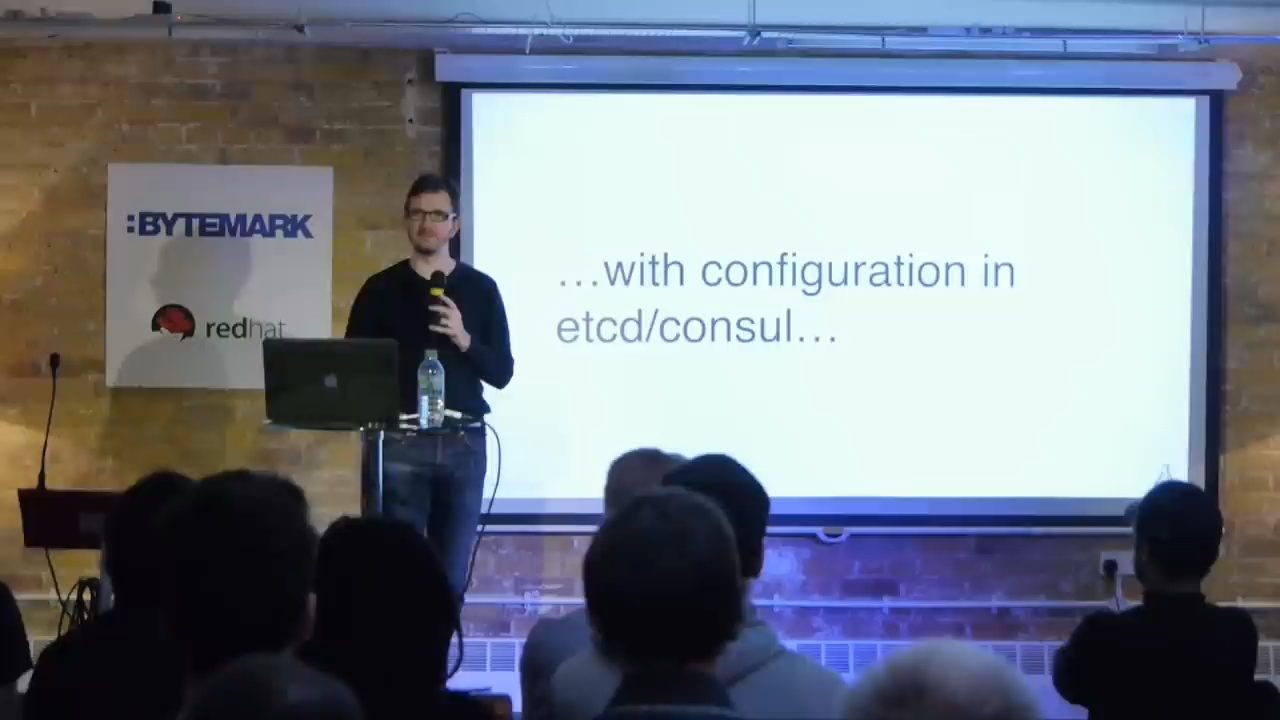 :BYTEMARK
redhat
…with configuration in
etcd/consul…